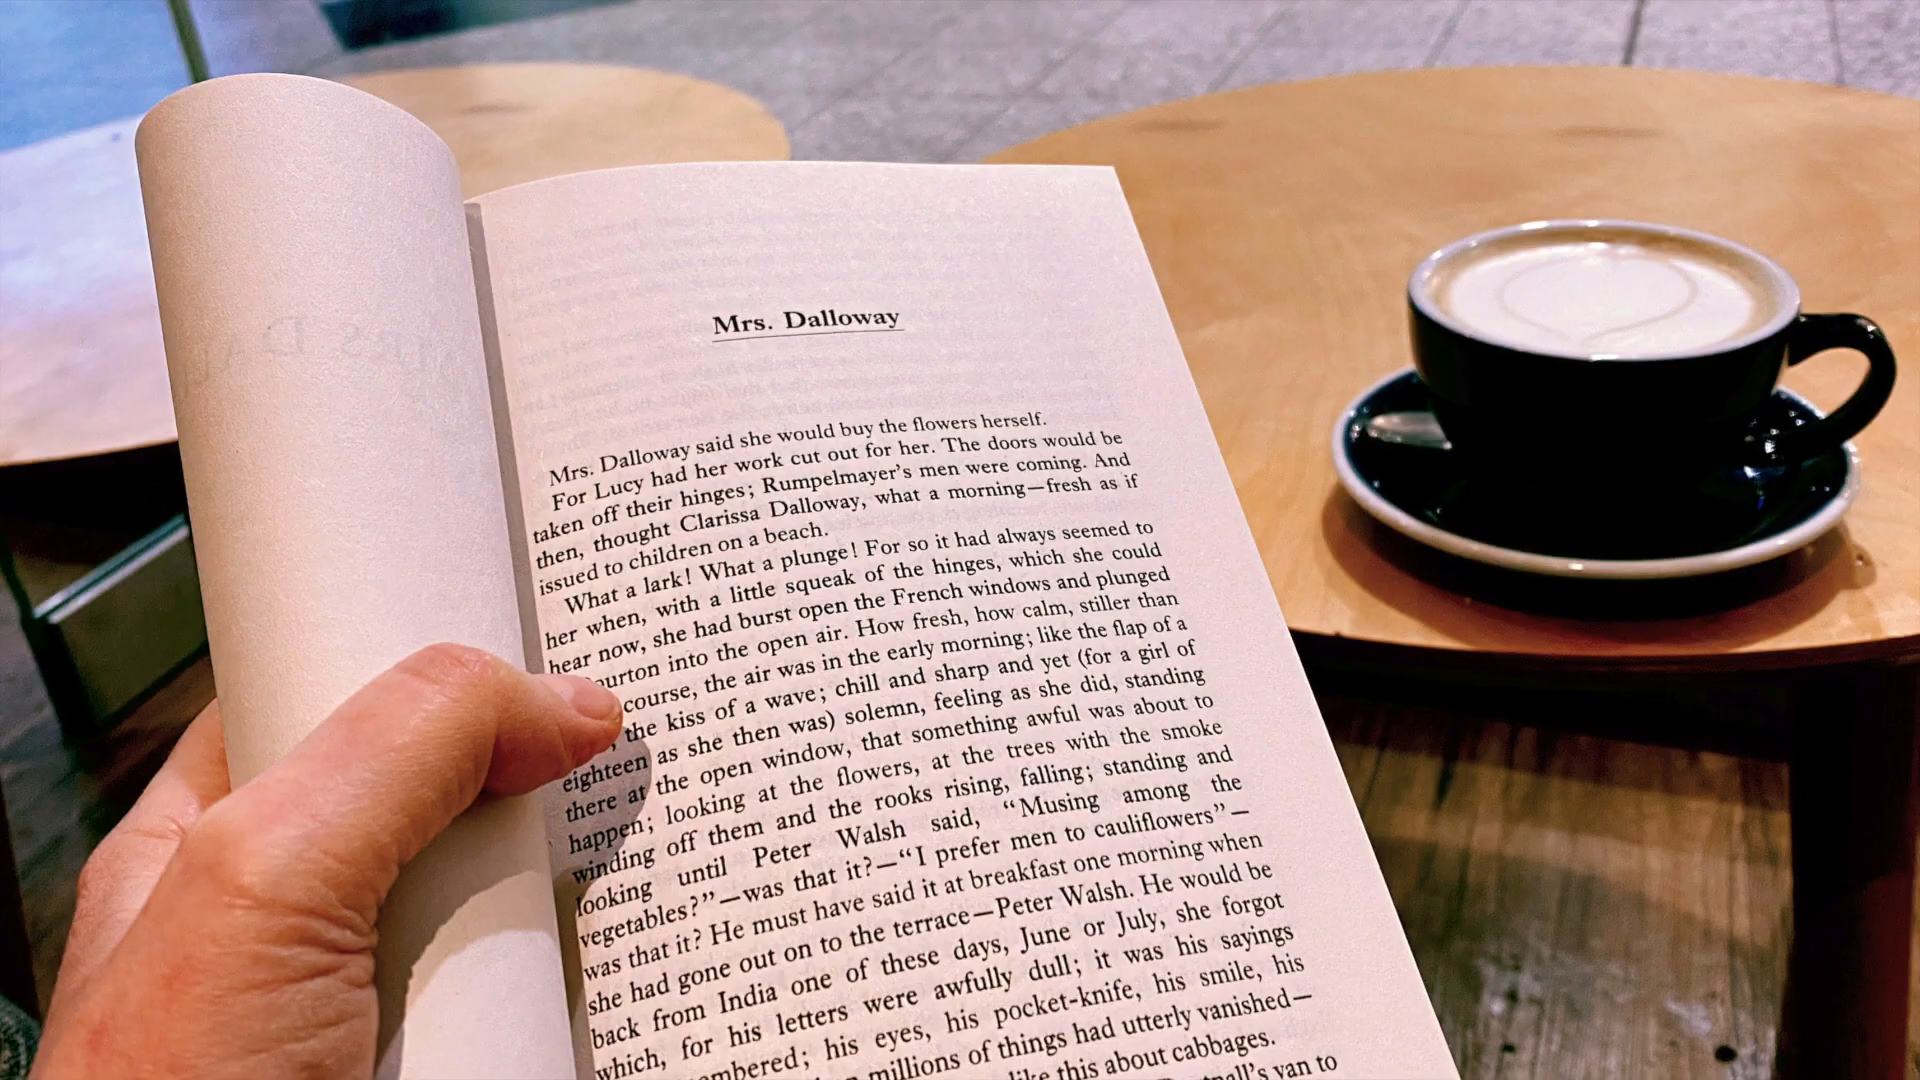 Mrs. Dalloway
Mrs. Dalloway said she would buy the flowers herself.
For Lucy had her work cut out for her. The doors would be
taken off their hinges; Rumpelmayer's men were coming. And
then, thought Clarissa Dalloway, what a morning—fresh as if
issued to children on a beach.
What a lark! What a plunge! For so it had always seemed to
her when, with a little squeak of the hinges, which she could
hear now, she had burst open the French windows and plunged
ourton into the open air. How fresh, how calm, stiller than
course, the air was in the early morning; like the flap of a
the kiss of a wave; chill and sharp and yet (for a girl of
eighteen as she then was) solemn, feeling as she did, standing
there at the open window, that something awful was about to
happen; looking at the flowers, at the trees with the smoke
winding off them and the rooks rising, falling; standing and
looking until Peter Walsh said, “Musing among the
vegetables?”—was that it?—“I prefer men to cauliflowers”—
was that it? He must have said it at breakfast one morning when
she had gone out on to the terrace—Peter Walsh. He would be
back from India one of these days, June or July, she forgot
which, for his letters were awfully dull; it was his sayings
mbered; his eyes, his pocket-knife, his smile, his
millions of things had utterly vanished—
like this about cabbages.
nall's van to